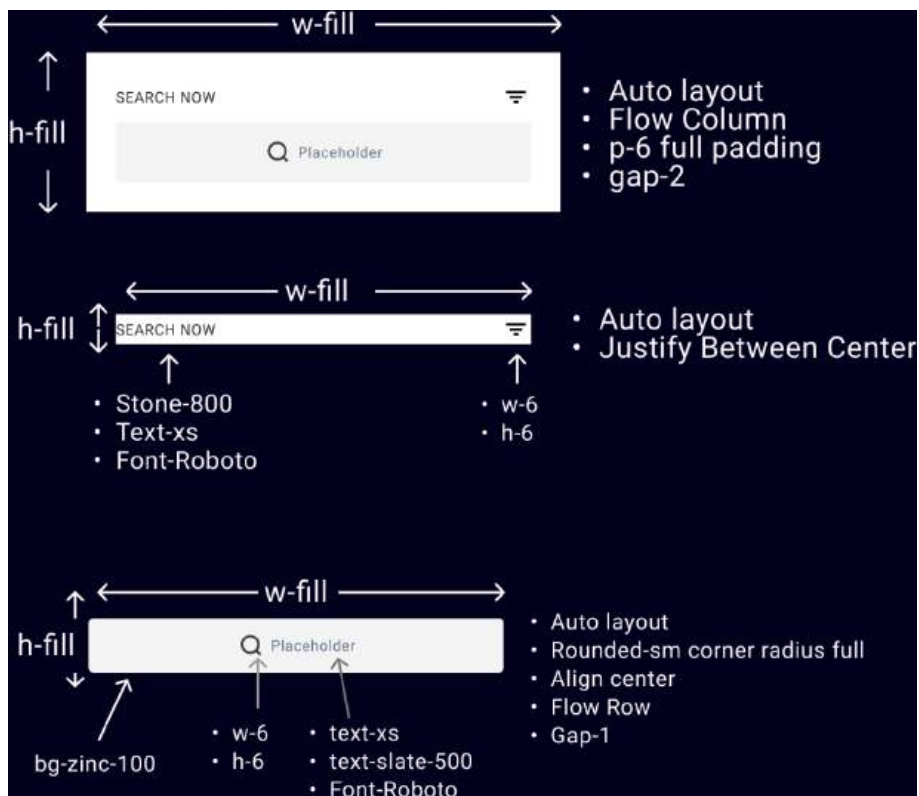 w-fill
h-fill
SEARCH NOW
Placeholder
• Auto layout
• Flow Column
• p-6 full padding
• gap-2
w-fill
h-fill
SEARCH NOW
• Auto layout
• Justify Between Center
• Stone-800
• Text-xs
• Font-Roboto
• w-6
• h-6
w-fill
h-fill
Placeholder
• Auto layout
• Rounded-sm corner radius full
• Align center
• Flow Row
• Gap-1
bg-zinc-100
• w-6
• h-6
• text-xs
• text-slate-500
• Font-Roboto